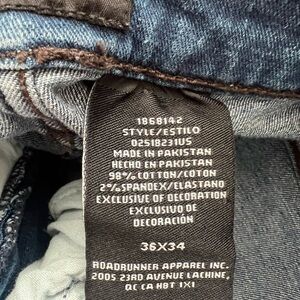 1868142
STYLE/ESTILO
02518231US
MADE IN PAKISTAN
HECHO EN PAKISTAN
98% COTTON/COTON
2% SPANDEX/ELASTANO
EXCLUSIVE OF DECORATION
EXCLUSIVO DE
DECORACIÓN
36X34
ROADRUNNER APPAREL INC.
2005 23RD AVENUE LACHINE,
QC CA H8T 1X1